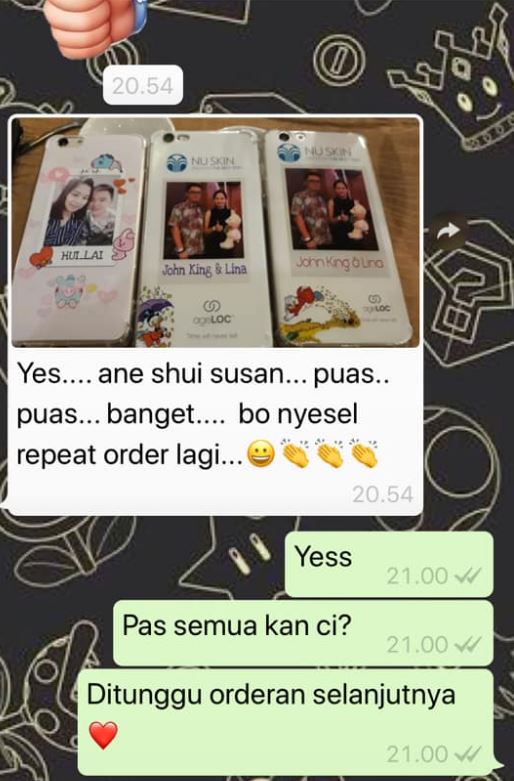 20.54
HUI_LAI
NU SKIN
John King & Lina
ageLOC
NU SKIN
John King & Lina
ageLOC
Yes.... ane shui susan... puas..
puas... banget.... bo nyesel
repeat order lagi...😀👏👏👏
20.54
Yess
21.00
Pas semua kan ci?
21.00
Ditunggu orderan selanjutnya
❤️
21.00